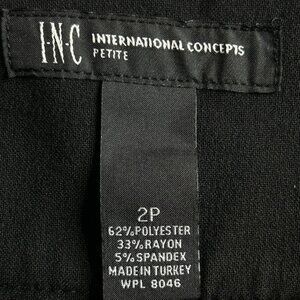 I·N·C INTERNATIONAL CONCEPTS
PETITE
2P
62%POLYESTER
33%RAYON
5%SPANDEX
MADE IN TURKEY
WPL 8046